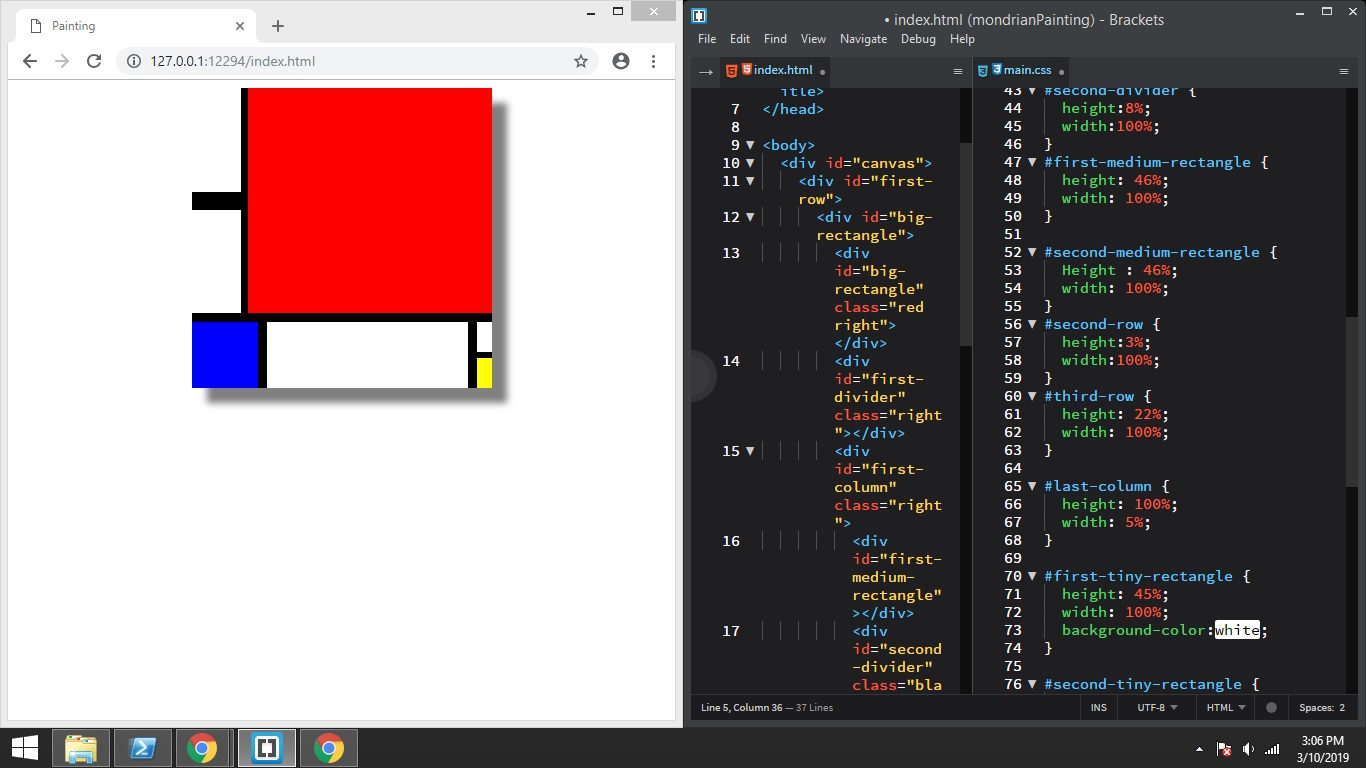 Painting
127.0.0.1:12294/index.html
• index.html (mondrianPainting) - Brackets
File Edit Find View Navigate Debug Help
index.html
main.css
itle>
7 </head>
8
9 <body>
10 <div id="canvas">
11 <div id="first-
row">
12 <div id="big-
rectangle">
13 <div
id="big-
rectangle"
class="red
right">
</div>
14 <div
id="first-
divider"
class="right
"></div>
15 <div
id="first-
column"
class="right
">
16 <div
id="first-
medium-
rectangle"
></div>
17 <div
id="second
-divider"
class="bla
43 #second-divider {
44 height:8%;
45 width:100%;
46 }
47 #first-medium-rectangle {
48 height: 46%;
49 width: 100%;
50 }
51
52 #second-medium-rectangle {
53 Height : 46%;
54 width: 100%;
55 }
56 #second-row {
57 height:3%;
58 width:100%;
59 }
60 #third-row {
61 height: 22%;
62 width: 100%;
63 }
64
65 #last-column {
66 height: 100%;
67 width: 5%;
68 }
69
70 #first-tiny-rectangle {
71 height: 45%;
72 width: 100%;
73 background-color:white;
74 }
75
76 #second-tiny-rectangle {
Line 5, Column 36 — 37 Lines
INS UTF-8 HTML Spaces: 2
3:06 PM
3/10/2019